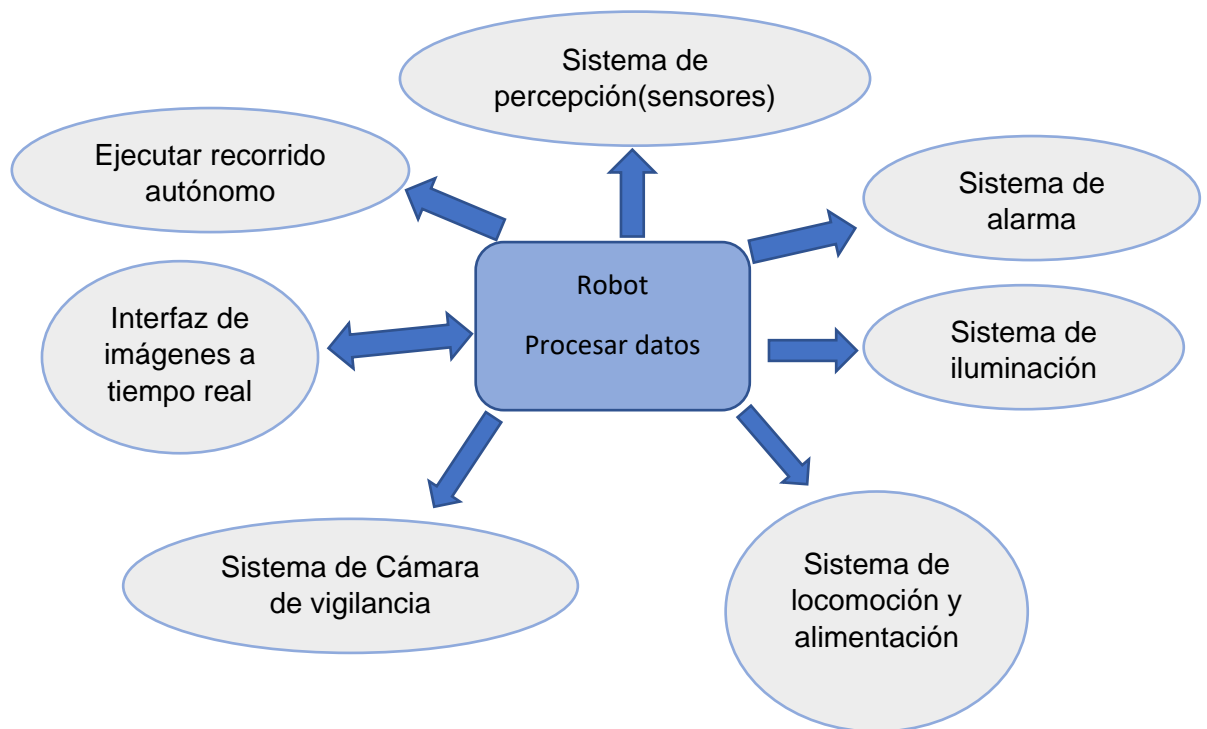 Sistema de
percepción(sensores)
Ejecutar recorrido
autónomo
Sistema de
alarma
Robot
Procesar datos
Interfaz de
imágenes a
tiempo real
Sistema de
iluminación
Sistema de Cámara
de vigilancia
Sistema de
locomoción y
alimentación